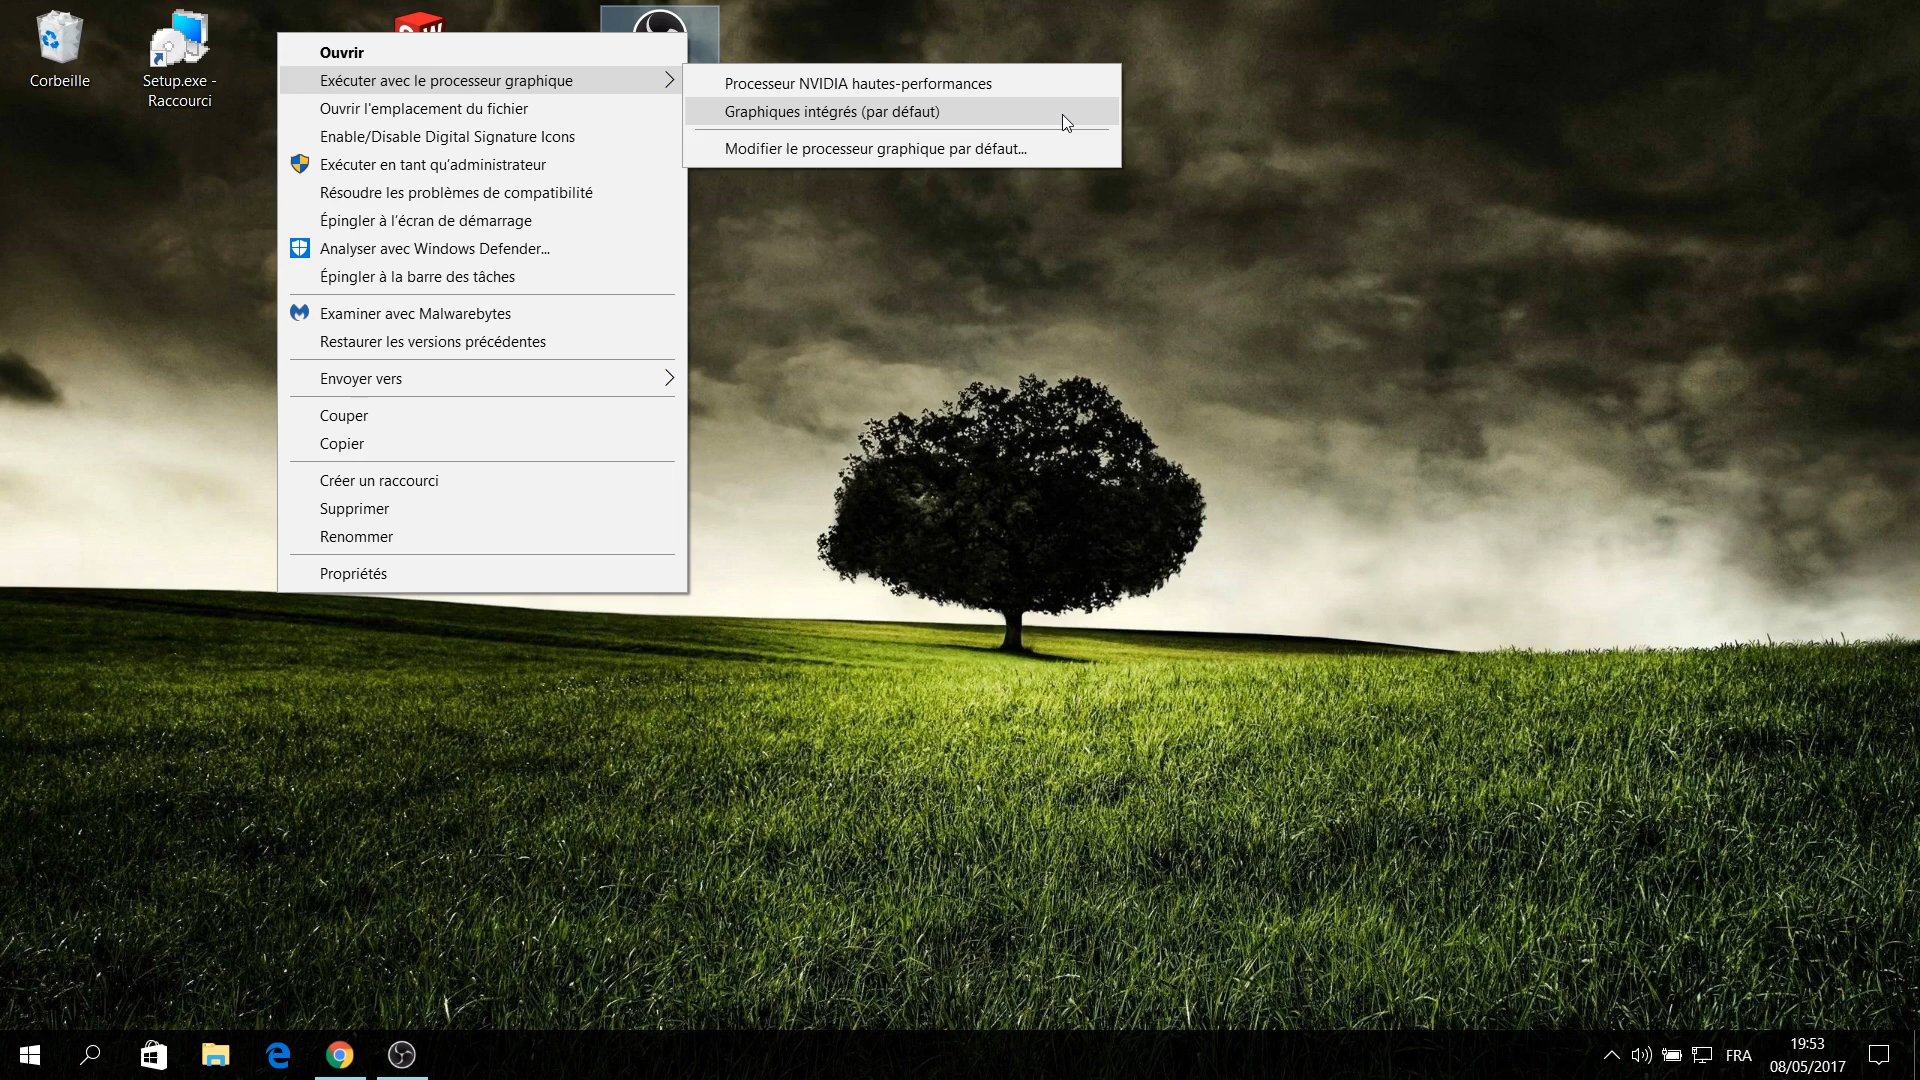 Corbeille
Setup.exe -
Raccourci
Ouvrir
Exécuter avec le processeur graphique
Ouvrir l'emplacement du fichier
Enable/Disable Digital Signature Icons
Exécuter en tant qu'administrateur
Résoudre les problèmes de compatibilité
Épingler à l'écran de démarrage
Analyser avec Windows Defender...
Épingler à la barre des tâches
Examiner avec Malwarebytes
Restaurer les versions précédentes
Envoyer vers
Couper
Copier
Créer un raccourci
Supprimer
Renommer
Propriétés
Processeur NVIDIA hautes-performances
Graphiques intégrés (par défaut)
Modifier le processeur graphique par défaut...
FRA
19:53
08/05/2017